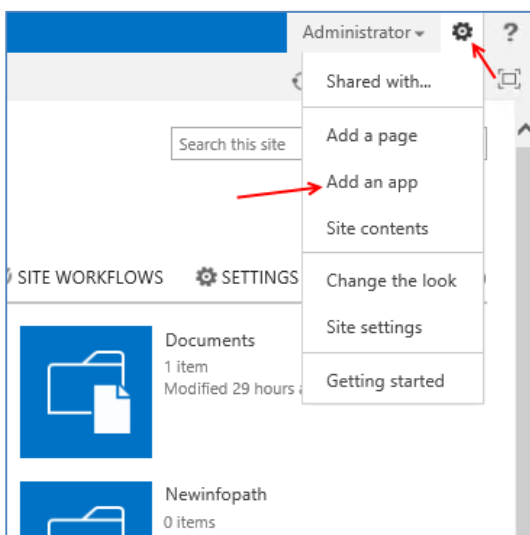 Administrator
?
Shared with...
Search this site
Add a page
Add an app
Site contents
SITE WORKFLOWS
SETTINGS
Change the look
Site settings
Documents
1 item
Modified 29 hours
Getting started
Newinfopath
0 items